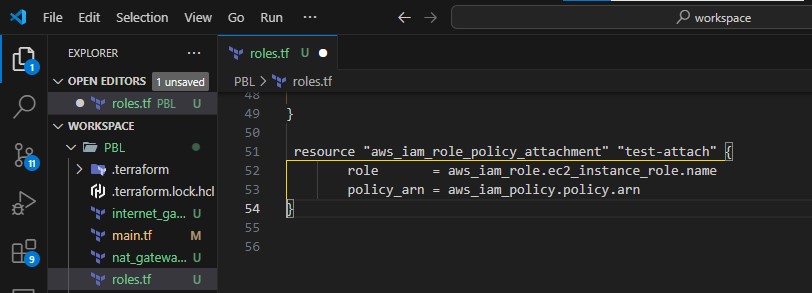 File Edit Selection View Go Run ... workspace
EXPLORER ...
roles.tf U
OPEN EDITORS 1 unsaved
PBL > roles.tf
roles.tf PBL U
48
WORKSPACE
49 }
PBL
50
.terraform
51 resource "aws_iam_role_policy_attachment" "test-attach" {
.terraform.lock.hcl
52 role = aws_iam_role.ec2_instance_role.name
internet_ga... U
53 policy_arn = aws_iam_policy.policy.arn
main.tf M
54 }
nat_gatewa... U
55
roles.tf U
56
1
11
9